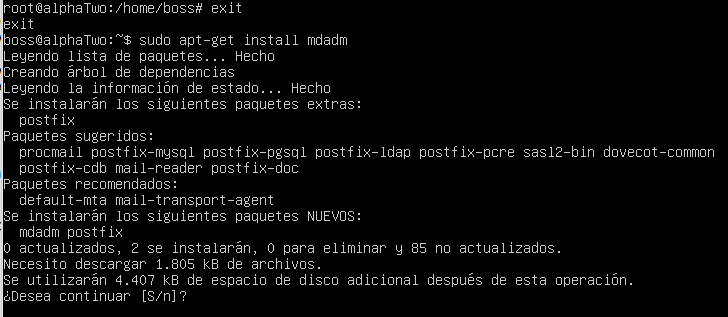 root@alphaTwo:/home/boss# exit
exit
boss@alphaTwo:~$ sudo apt-get install mdadm
Leyendo lista de paquetes... Hecho
Creando árbol de dependencias
Leyendo la información de estado... Hecho
Se instalarán los siguientes paquetes extras:
  postfix
Paquetes sugeridos:
  procmail postfix-mysql postfix-pgsql postfix-ldap postfix-pcre sasl2-bin dovecot-common
  postfix-cdb mail-reader postfix-doc
Paquetes recomendados:
  default-mta mail-transport-agent
Se instalarán los siguientes paquetes NUEVOS:
  mdadm postfix
0 actualizados, 2 se instalarán, 0 para eliminar y 85 no actualizados.
Necesito descargar 1.805 kB de archivos.
Se utilizarán 4.407 kB de espacio de disco adicional después de esta operación.
¿Desea continuar [S/n]?